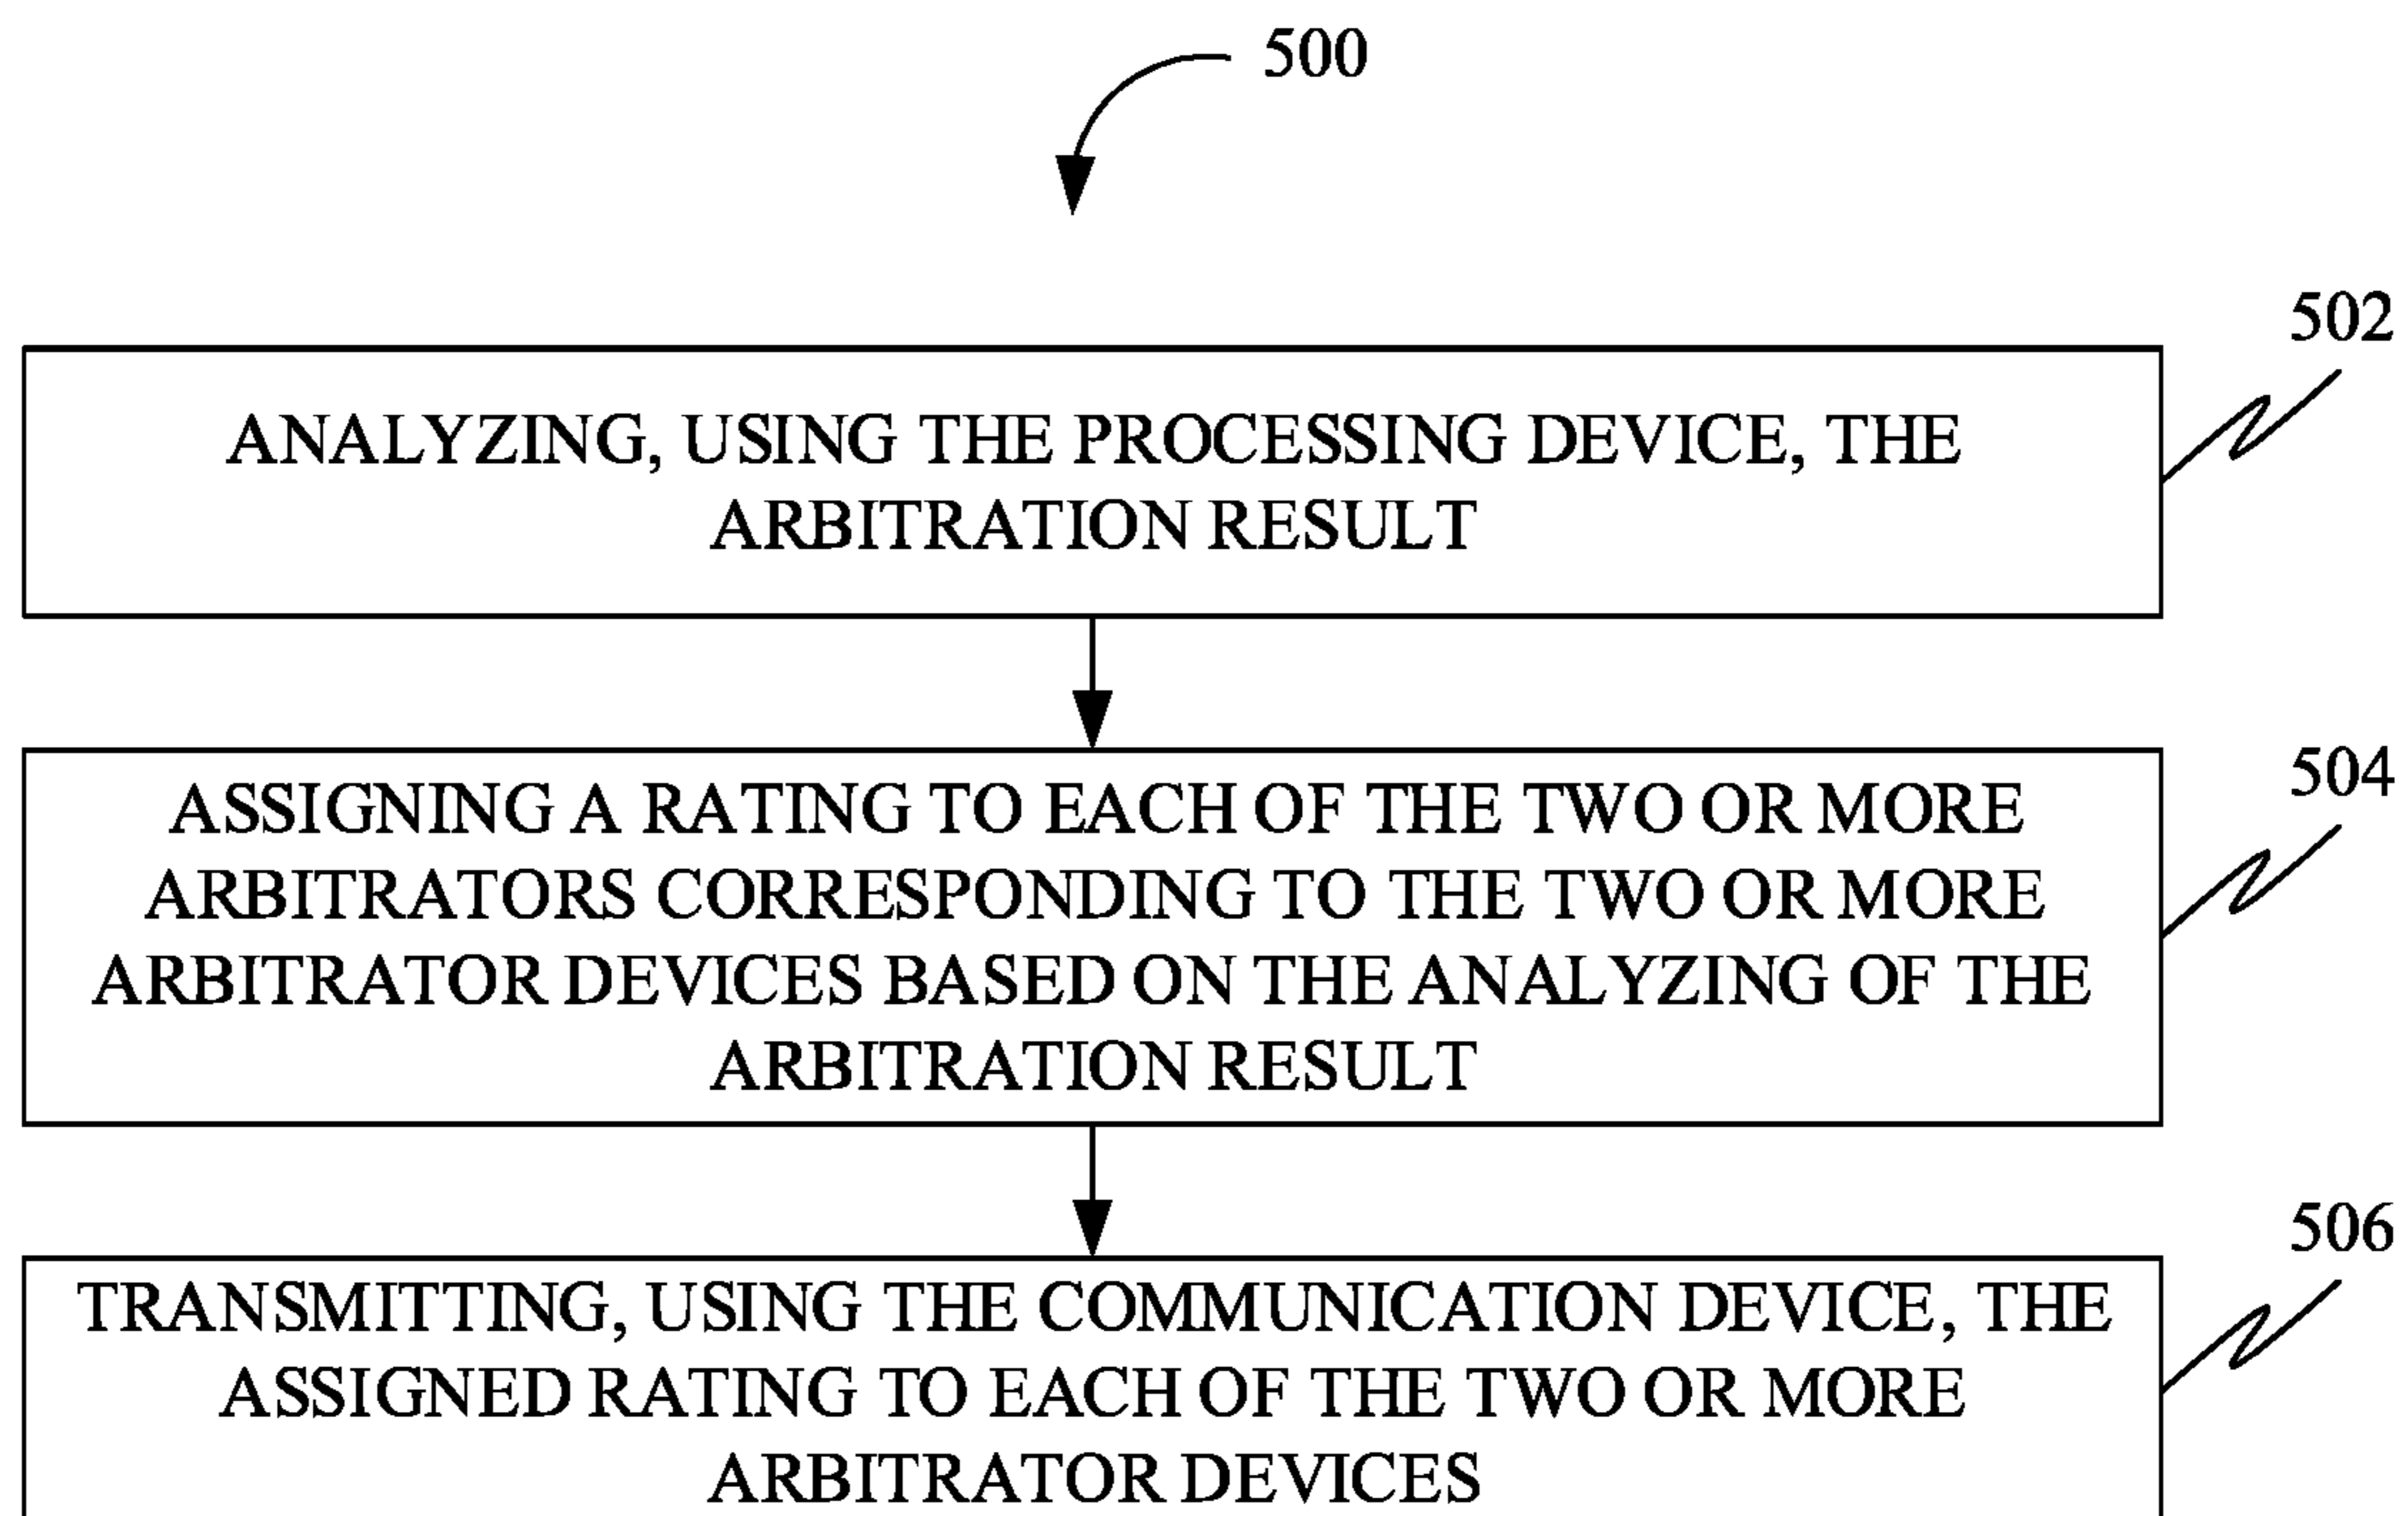 500
502
ANALYZING, USING THE PROCESSING DEVICE, THE
ARBITRATION RESULT
504
ASSIGNING A RATING TO EACH OF THE TWO OR MORE
ARBITRATORS CORRESPONDING TO THE TWO OR MORE
ARBITRATOR DEVICES BASED ON THE ANALYZING OF THE
ARBITRATION RESULT
506
TRANSMITTING, USING THE COMMUNICATION DEVICE, THE
ASSIGNED RATING TO EACH OF THE TWO OR MORE
ARBITRATOR DEVICES